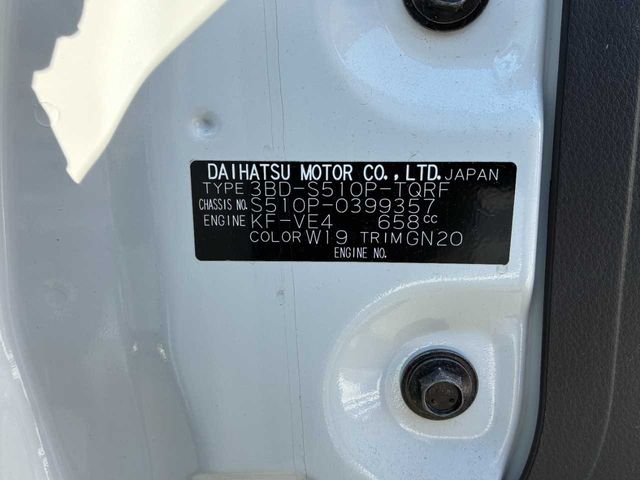 DAIHATSU MOTOR CO.,LTD. JAPAN
TYPE 3BD-S510P-TQRF
CHASSIS NO. S510P-0399357
ENGINE KF-VE4 658cc
COLOR W19 TRIM GN20
ENGINE NO.